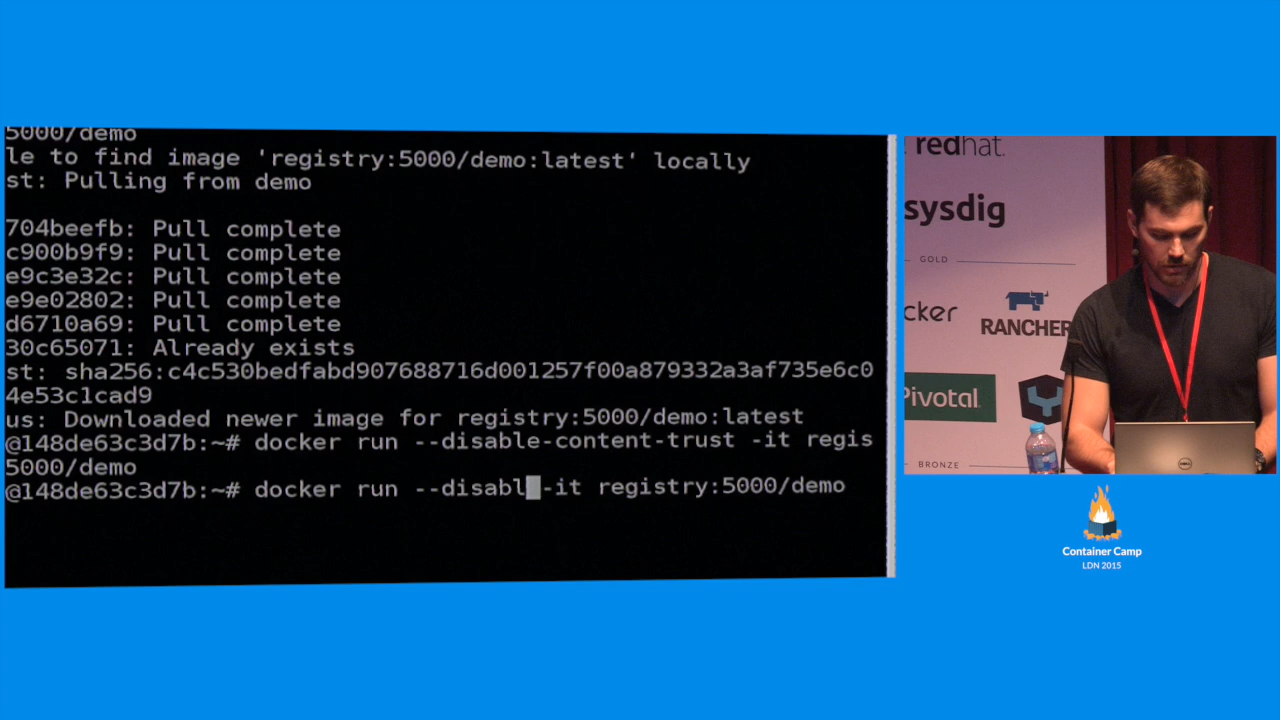 5000/demo
le to find image 'registry:5000/demo:latest' locally
st: Pulling from demo
704beefb: Pull complete
c900b9f9: Pull complete
e9c3e32c: Pull complete
e9e02802: Pull complete
d6710a69: Pull complete
30c65071: Already exists
st: sha256:c4c530bedfabd907688716d001257f00a879332a3af735e6c0
4e53c1cad9
us: Downloaded newer image for registry:5000/demo:latest
@148de63c3d7b:~# docker run --disable-content-trust -it regis
5000/demo
@148de63c3d7b:~# docker run --disabl -it registry:5000/demo
redhat.
sysdig
GOLD
cker
RANCHER
Pivotal
BRONZE
DELL
Container Camp
LDN 2015